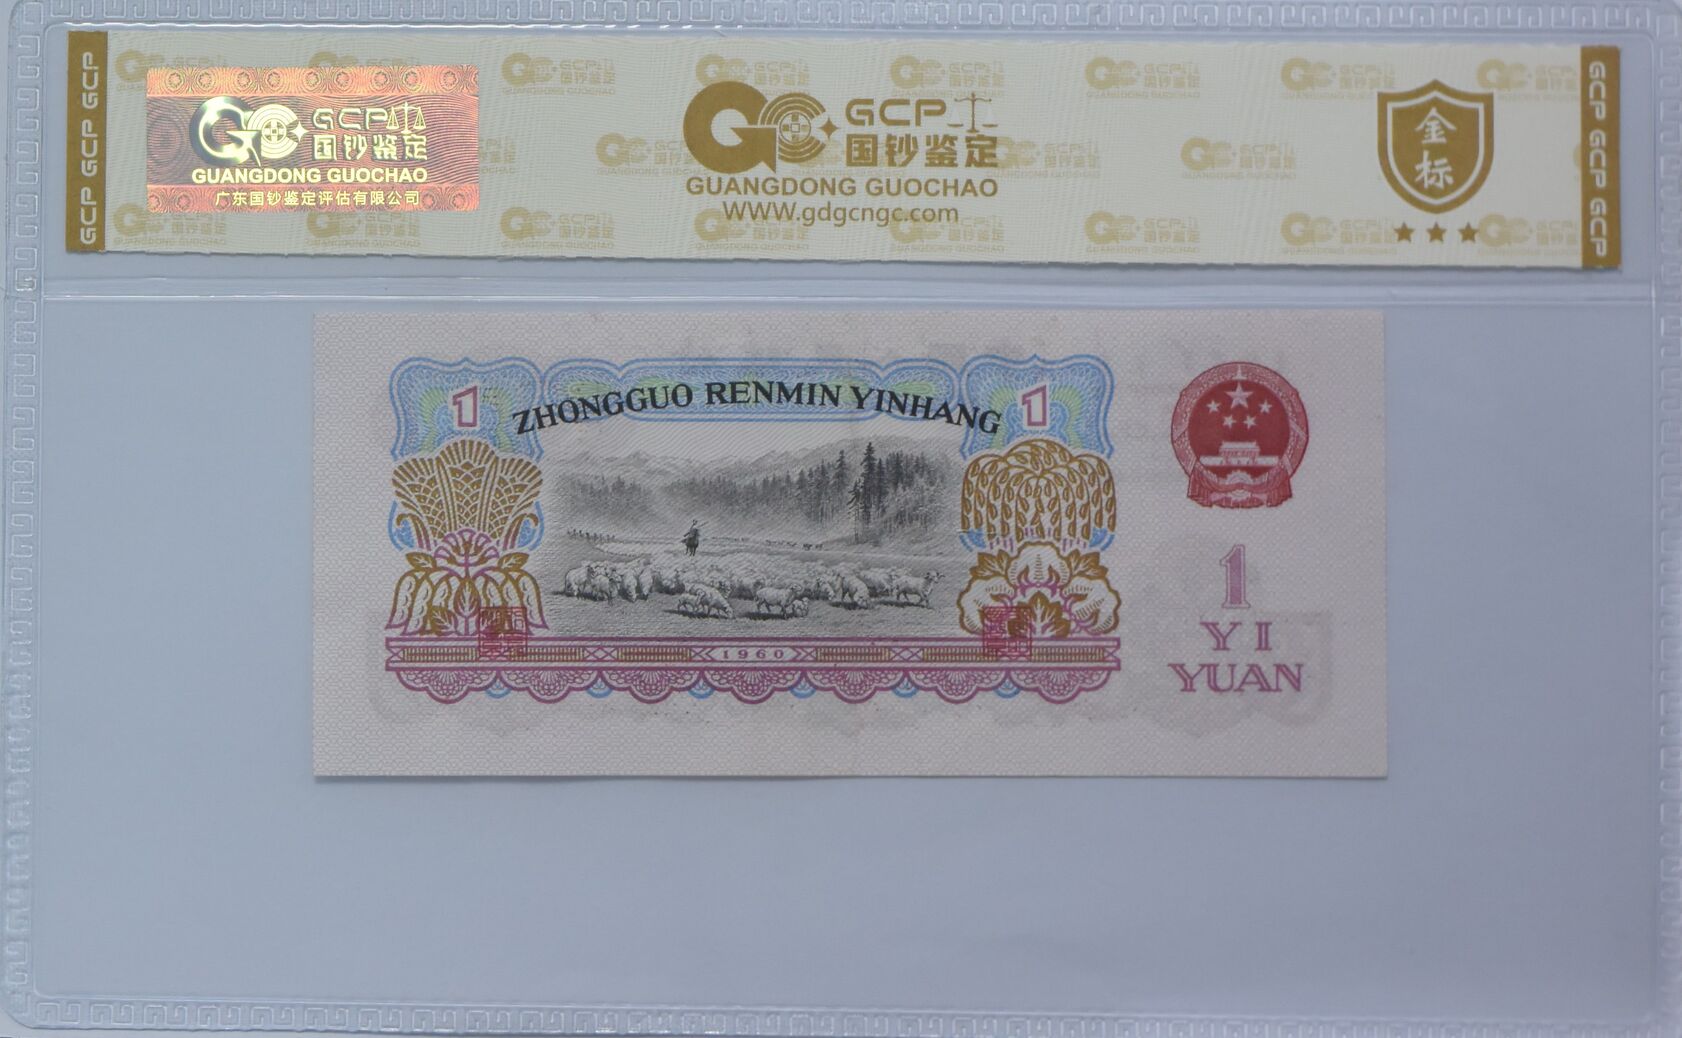 GCP GCP GCP
GCP
国钞鉴定
GUANGDONG GUOCHAO
广东国钞鉴定评估有限公司
GCP
国钞鉴定
GUANGDONG GUOCHAO
WWW.gdgcngc.com
金
标
GCP GCP GCP
1
ZHONGGUO RENMIN YINHANG
1
1960
1
YI
YUAN